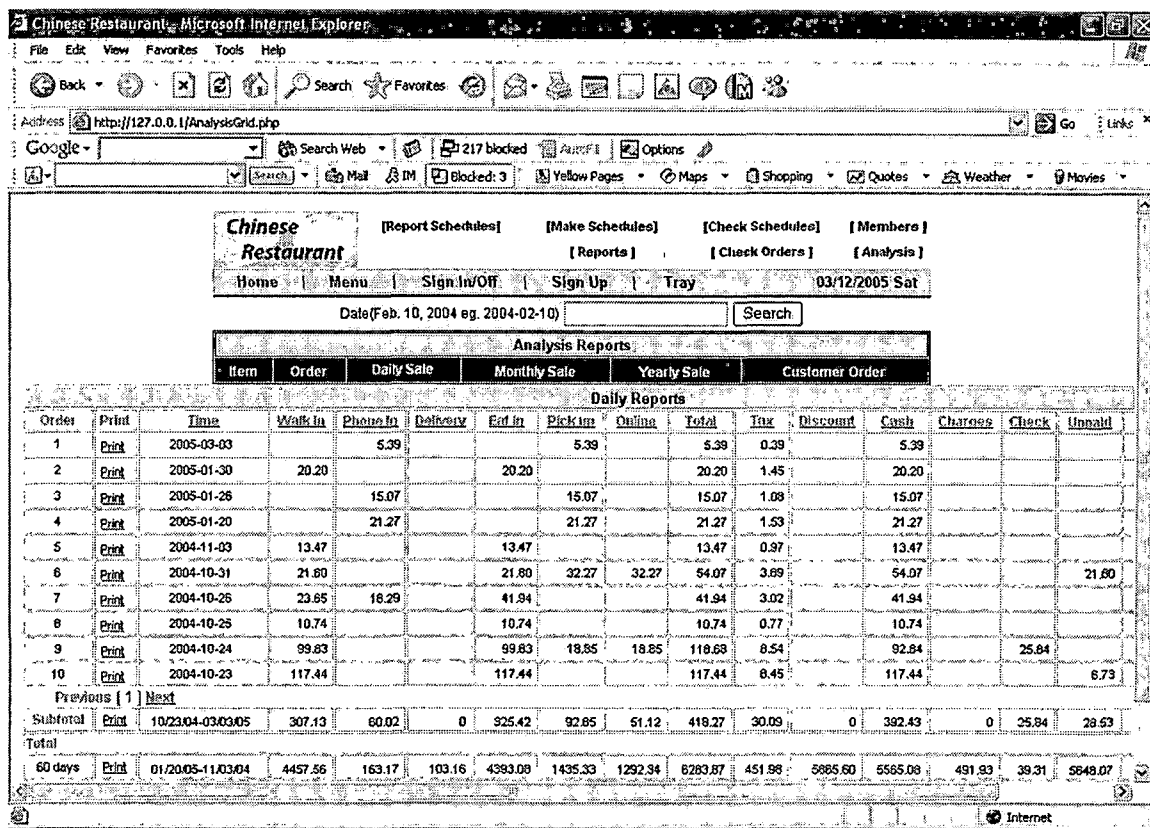 Chinese Restaurant - Microsoft Internet Explorer
File Edit View Favorites Tools Help
Back Search Favorites
Address http://127.0.0.1/AnalysisGrid.php Go Links
Google Search Web 217 blocked AutoFill Options
Search Mail IM Blocked: 3 Yellow Pages Maps Shopping Quotes Weather Movies
Chinese [Report Schedules] [Make Schedules] [Check Schedules] [ Members ]
Restaurant [ Reports ] [ Check Orders ] [ Analysis ]
Home | Menu | Sign In/Off | Sign Up | Tray 03/12/2005 Sat
Date(Feb. 10, 2004 eg. 2004-02-10) Search
Analysis Reports
Item Order Daily Sale Monthly Sale Yearly Sale Customer Order
Daily Reports
Order Print Time Walk In Phone In Delivery Eat In Pick up Online Total Tax Discount Cash Charges Check Unpaid
1 Print 2005-03-03 5.39 5.39 5.39 0.39 5.39
2 Print 2005-01-30 20.20 20.20 20.20 1.45 20.20
3 Print 2005-01-26 15.07 15.07 15.07 1.08 15.07
4 Print 2005-01-20 21.27 21.27 21.27 1.53 21.27
5 Print 2004-11-03 13.47 13.47 13.47 0.97 13.47
6 Print 2004-10-31 21.80 21.80 32.27 32.27 54.07 3.89 54.07 21.80
7 Print 2004-10-26 23.65 18.29 41.94 41.94 3.02 41.94
8 Print 2004-10-25 10.74 10.74 10.74 0.77 10.74
9 Print 2004-10-24 99.83 99.83 18.85 18.85 118.68 8.54 92.84 25.84
10 Print 2004-10-23 117.44 117.44 117.44 8.45 117.44 6.73
Previous [ 1 ] Next
Subtotal Print 10/23/04-03/03/05 307.13 60.02 0 325.42 92.85 51.12 418.27 30.09 0 392.43 0 25.84 28.53
Total
60 days Print 01/20/05-11/03/04 4457.56 163.17 103.16 4393.08 1435.33 1292.34 6283.87 451.98 5665.60 5565.08 491.93 39.31 5648.07
Internet